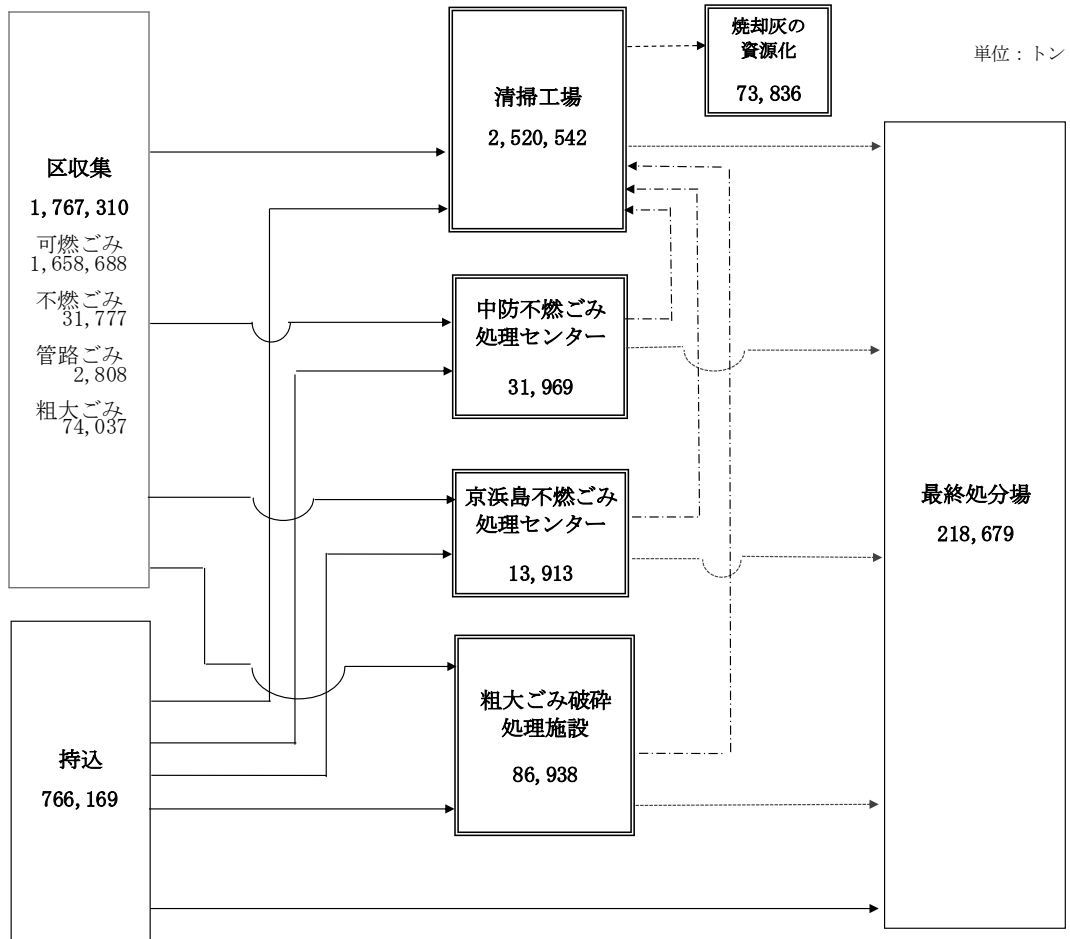 単位：トン
区収集
1,767,310
可燃ごみ
1,658,688
不燃ごみ
31,777
管路ごみ
2,808
粗大ごみ
74,037
持込
766,169
清掃工場
2,520,542
焼却灰の
資源化
73,836
中防不燃ごみ
処理センター
31,969
京浜島不燃ごみ
処理センター
13,913
粗大ごみ破砕
処理施設
86,938
最終処分場
218,679